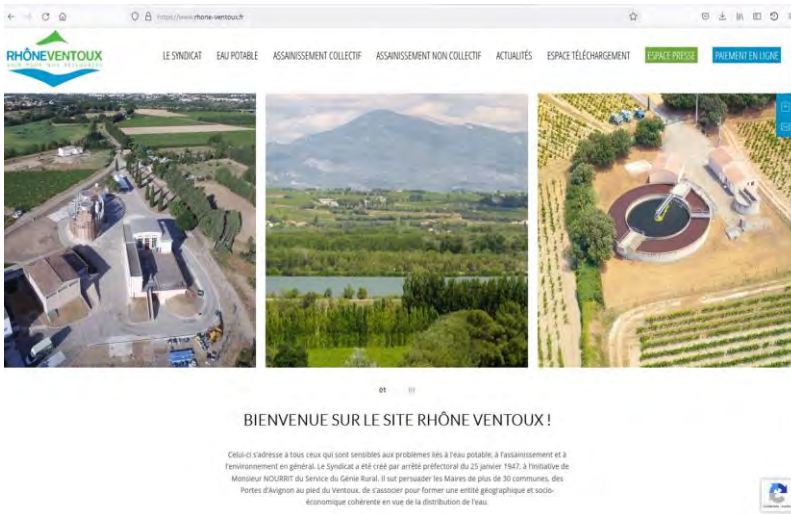 https://www.rhone-ventoux.fr
RHÔNEVENTOUX
AGIR POUR NOS RESSOURCES
LE SYNDICAT EAU POTABLE ASSAINISSEMENT COLLECTIF ASSAINISSEMENT NON COLLECTIF ACTUALITÉS ESPACE TÉLÉCHARGEMENT ESPACE PRESSE PAIEMENT EN LIGNE
01
BIENVENUE SUR LE SITE RHÔNE VENTOUX !
Celui-ci s'adresse à tous ceux qui sont sensibles aux problèmes liés à l'eau potable, à l'assainissement et à
l'environnement en général. Le Syndicat a été créé par arrêté préfectoral du 25 janvier 1947, à l'initiative de
Monsieur NOURRIT du Service du Génie Rural. Il sut persuader les Maires de plus de 30 communes, des
Portes d'Avignon au pied du Ventoux, de s'associer pour former une entité géographique et socio-
économique cohérente en vue de la distribution de l'eau.